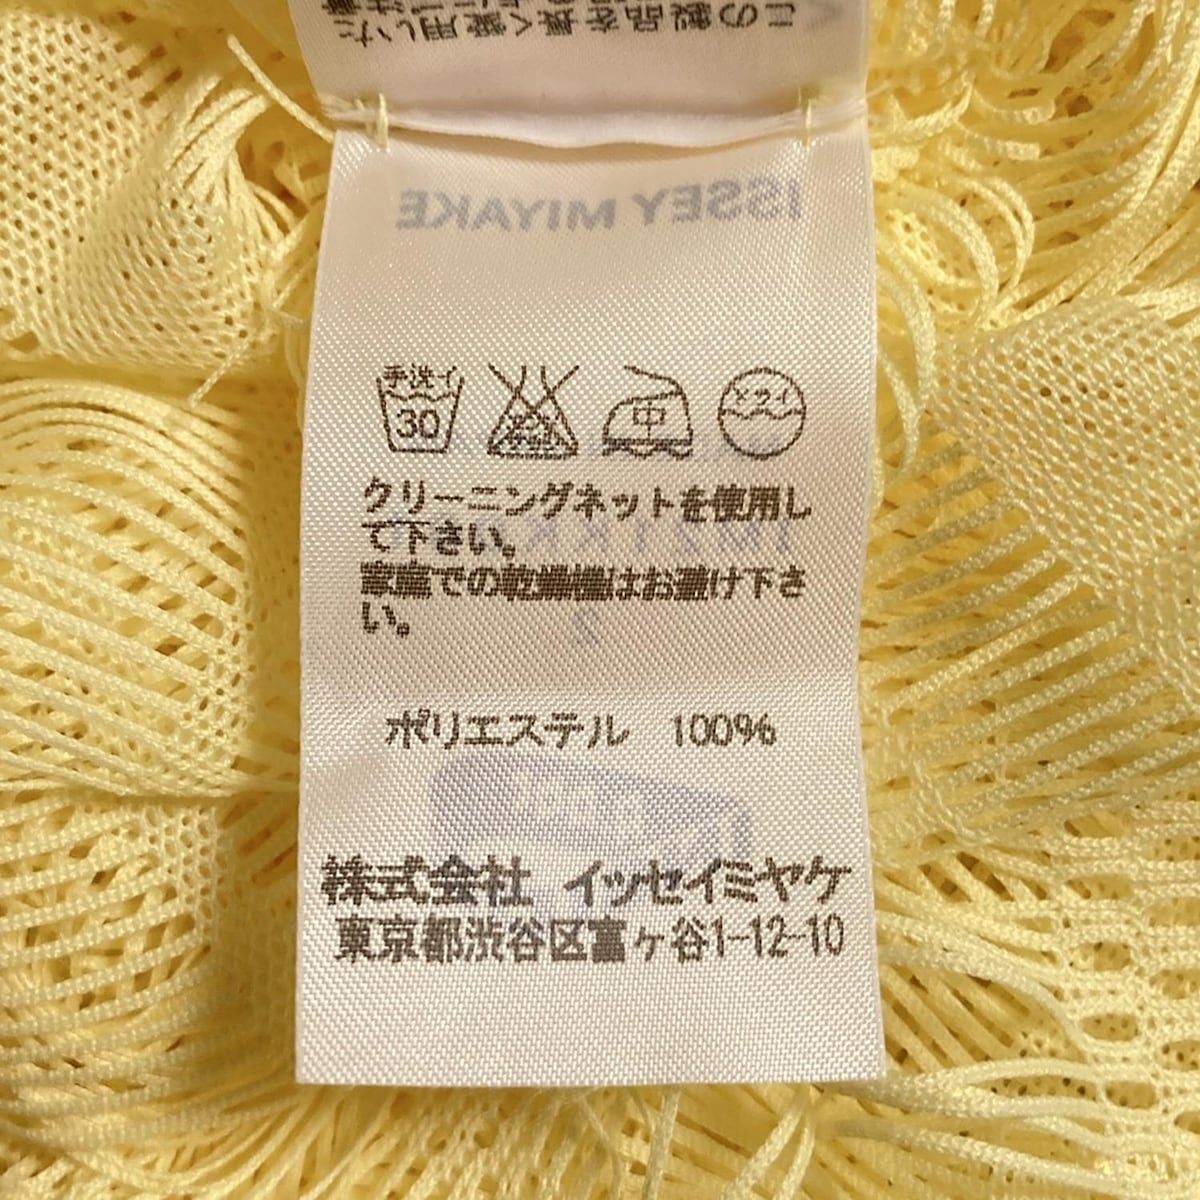 ISSEY MIYAKE
手洗イ
30
中
ドライ
クリーニングネットを使用し
て下さい。
家庭での乾燥機はお避け下さ
い。
2
ポリエステル 100%
株式会社 イッセイミヤケ
東京都渋谷区富ヶ谷1-12-10